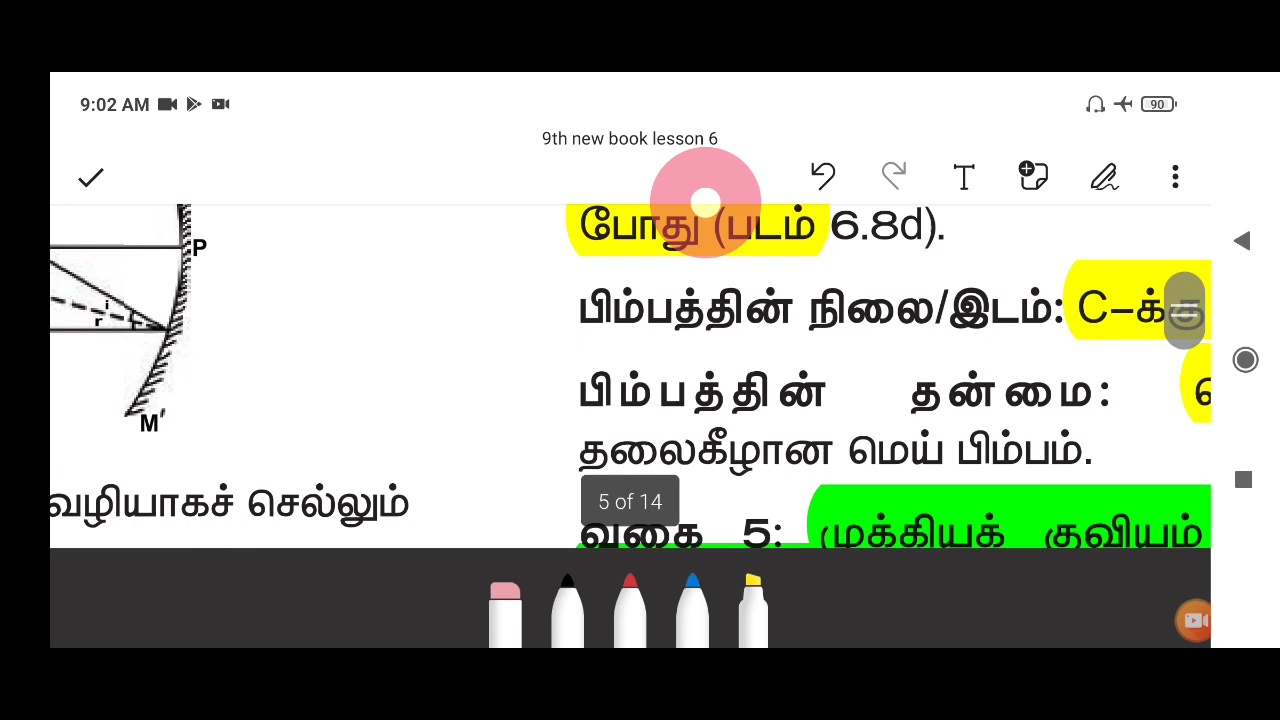 9:02 AM
90
9th new book lesson 6
போது (படம் 6.8d).
பிம்பத்தின் நிலை/இடம்: C–க்கு
பிம்பத்தின் தன்மை:
தலைகீழான மெய் பிம்பம்.
வகை 5: முக்கியக் குவியம்
5 of 14
P
i
r
M'
வழியாகச் செல்லும்